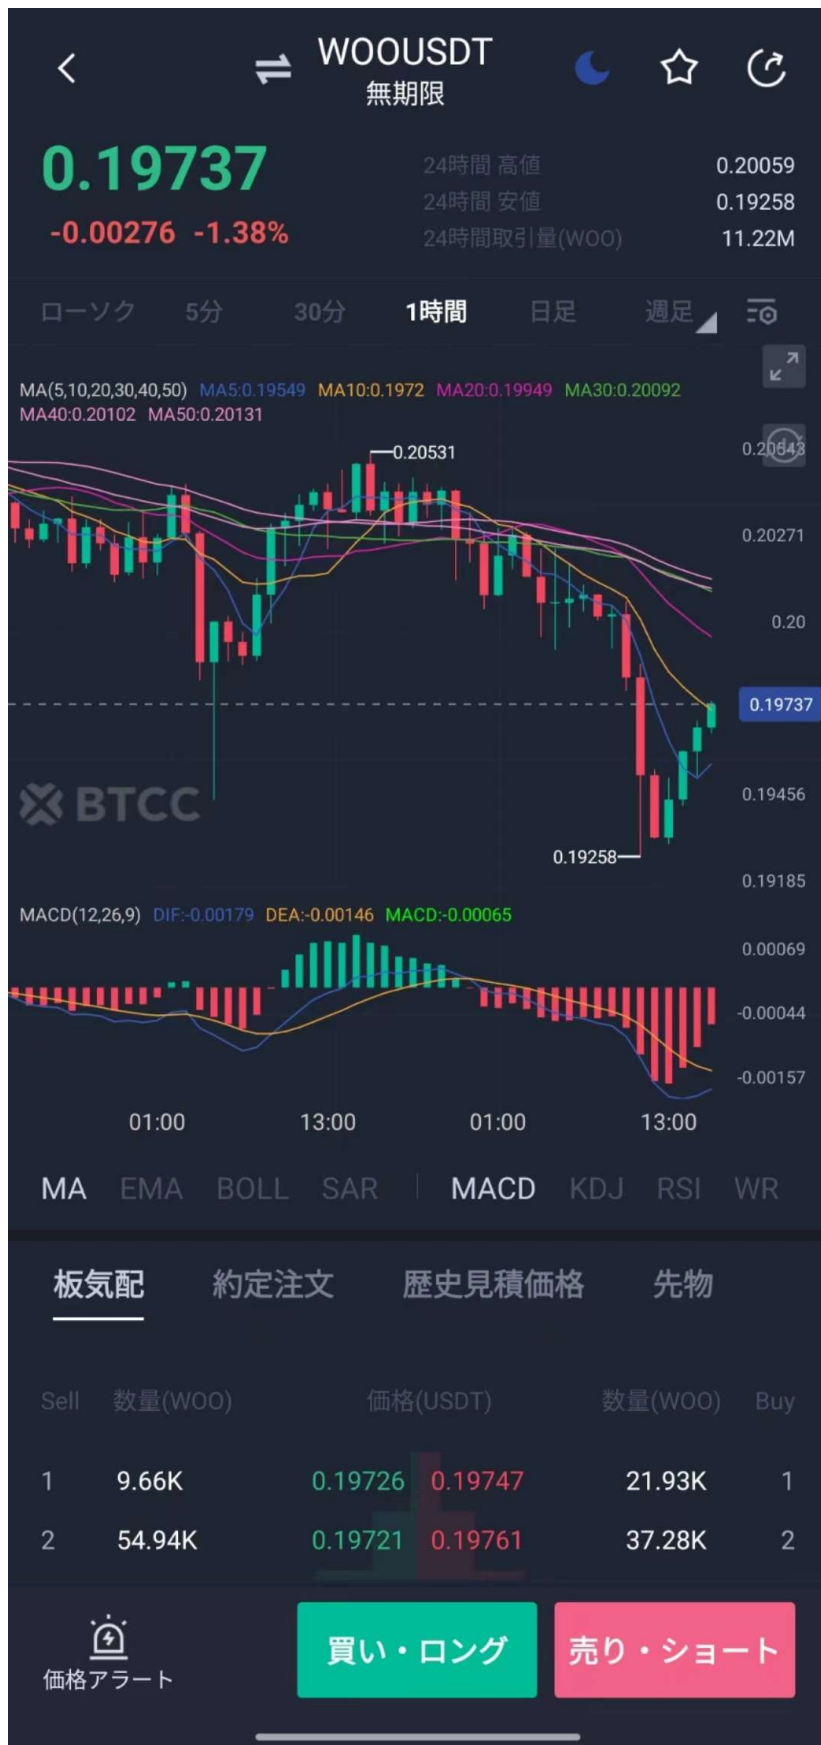 WOOUSDT
無期限
0.19737
-0.00276 -1.38%
24時間 高値 0.20059
24時間 安値 0.19258
24時間取引量(WOO) 11.22M
ローソク 5分 30分 1時間 日足 週足
MA(5,10,20,30,40,50) MA5:0.19549 MA10:0.1972 MA20:0.19949 MA30:0.20092
MA40:0.20102 MA50:0.20131
0.20543
0.20531
0.20271
0.20
0.19737
BTCC
0.19456
0.19258
0.19185
MACD(12,26,9) DIF:-0.00179 DEA:-0.00146 MACD:-0.00065
0.00069
-0.00044
-0.00157
01:00 13:00 01:00 13:00
MA EMA BOLL SAR MACD KDJ RSI WR
板気配 約定注文 歴史見積価格 先物
Sell 数量(WOO) 価格(USDT) 数量(WOO) Buy
1 9.66K 0.19726 0.19747 21.93K 1
2 54.94K 0.19721 0.19761 37.28K 2
価格アラート
買い・ロング
売り・ショート